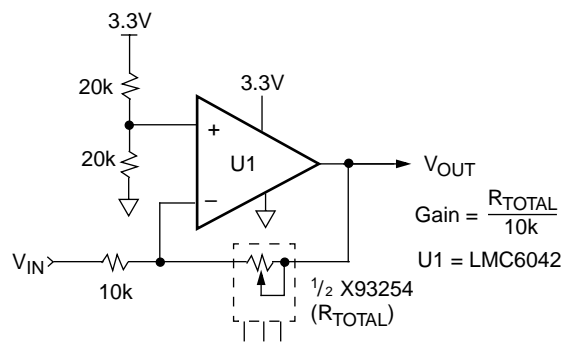 3.3V
20k
20k
3.3V
+
U1
−
V_OUT
Gain = R_TOTAL / 10k
U1 = LMC6042
V_IN
10k
1/2 X93254
(R_TOTAL)